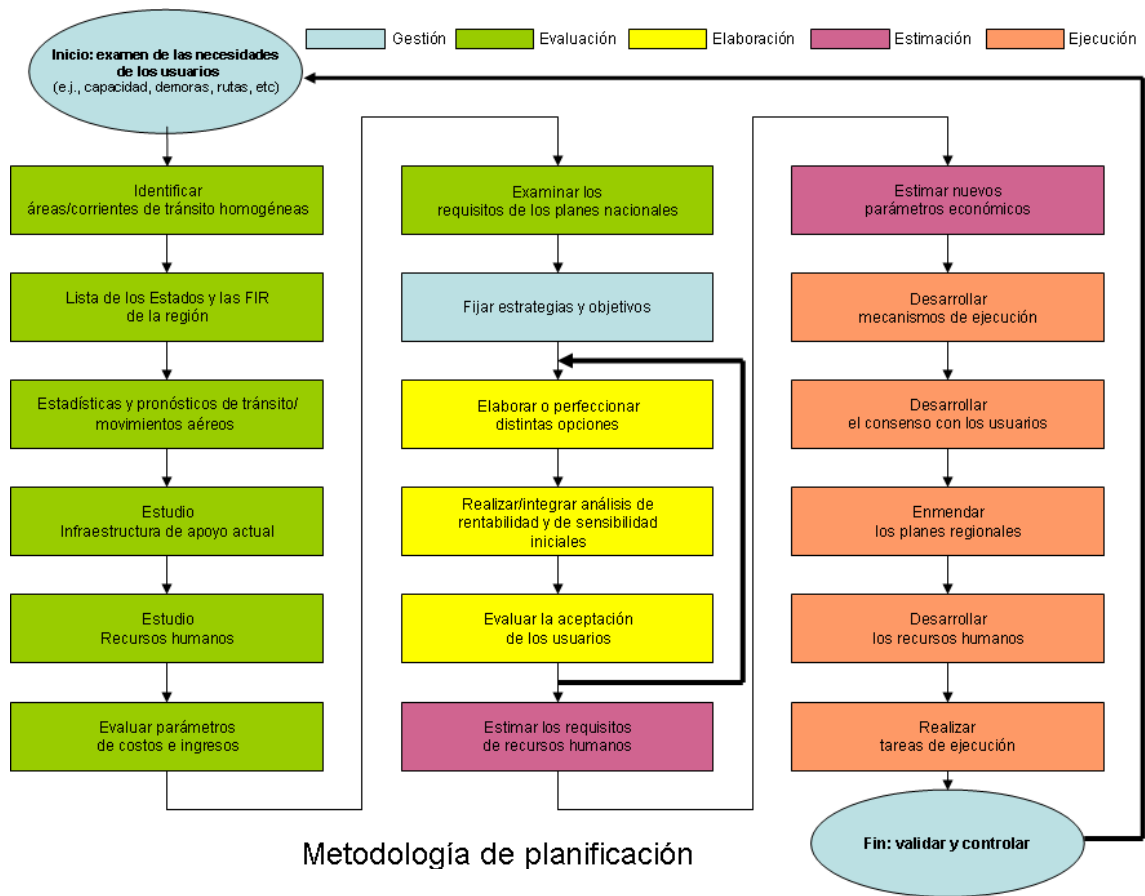 Inicio: examen de las necesidades
de los usuarios
(e.j., capacidad, demoras, rutas, etc)
Gestión
Evaluación
Elaboración
Estimación
Ejecución
Identificar
áreas/corrientes de tránsito homogéneas
Lista de los Estados y las FIR
de la región
Estadísticas y pronósticos de tránsito/
movimientos aéreos
Estudio
Infraestructura de apoyo actual
Estudio
Recursos humanos
Evaluar parámetros
de costos e ingresos
Examinar los
requisitos de los planes nacionales
Fijar estrategias y objetivos
Elaborar o perfeccionar
distintas opciones
Realizar/integrar análisis de
rentabilidad y de sensibilidad
iniciales
Evaluar la aceptación
de los usuarios
Estimar los requisitos
de recursos humanos
Estimar nuevos
parámetros económicos
Desarrollar
mecanismos de ejecución
Desarrollar
el consenso con los usuarios
Enmendar
los planes regionales
Desarrollar
los recursos humanos
Realizar
tareas de ejecución
Fin: validar y controlar
Metodología de planificación